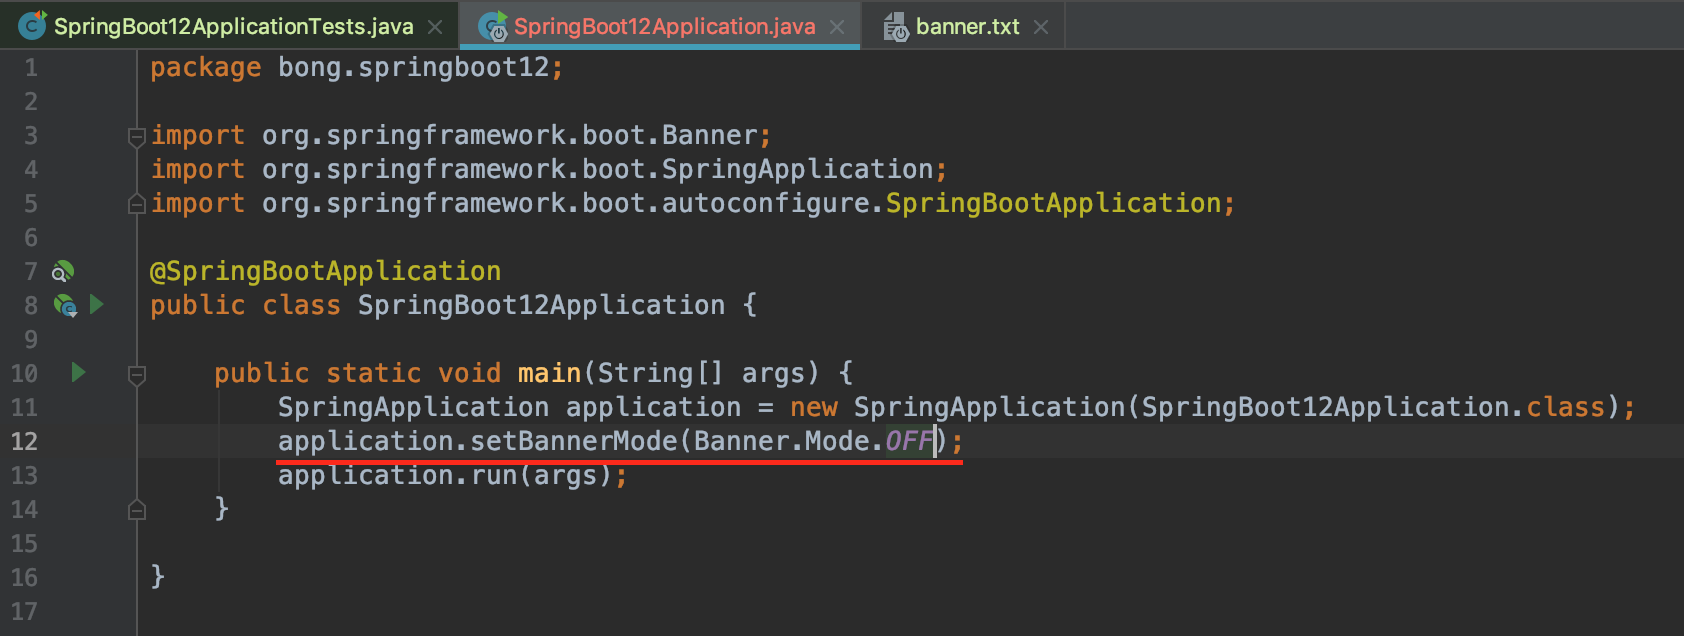 SpringBoot12ApplicationTests.java SpringBoot12Application.java banner.txt
1 package bong.springboot12;
2
3 import org.springframework.boot.Banner;
4 import org.springframework.boot.SpringApplication;
5 import org.springframework.boot.autoconfigure.SpringBootApplication;
6
7 @SpringBootApplication
8 public class SpringBoot12Application {
9
10 public static void main(String[] args) {
11 SpringApplication application = new SpringApplication(SpringBoot12Application.class);
12 application.setBannerMode(Banner.Mode.OFF);
13 application.run(args);
14 }
15
16 }
17